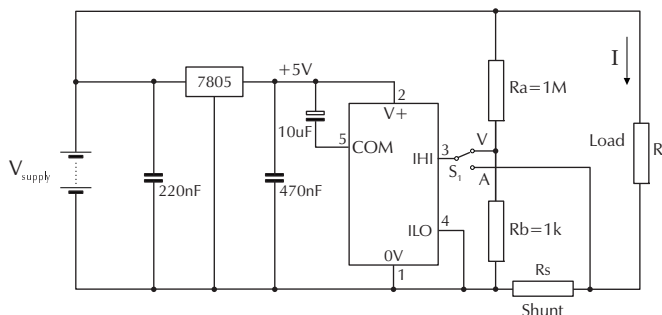 I
7805
+5V
2
V+
Ra=1M
10uF
5
COM
3
IHI
V
S1
A
Load
R
Vsupply
220nF
470nF
4
ILO
Rb=1k
0V
1
Rs
Shunt